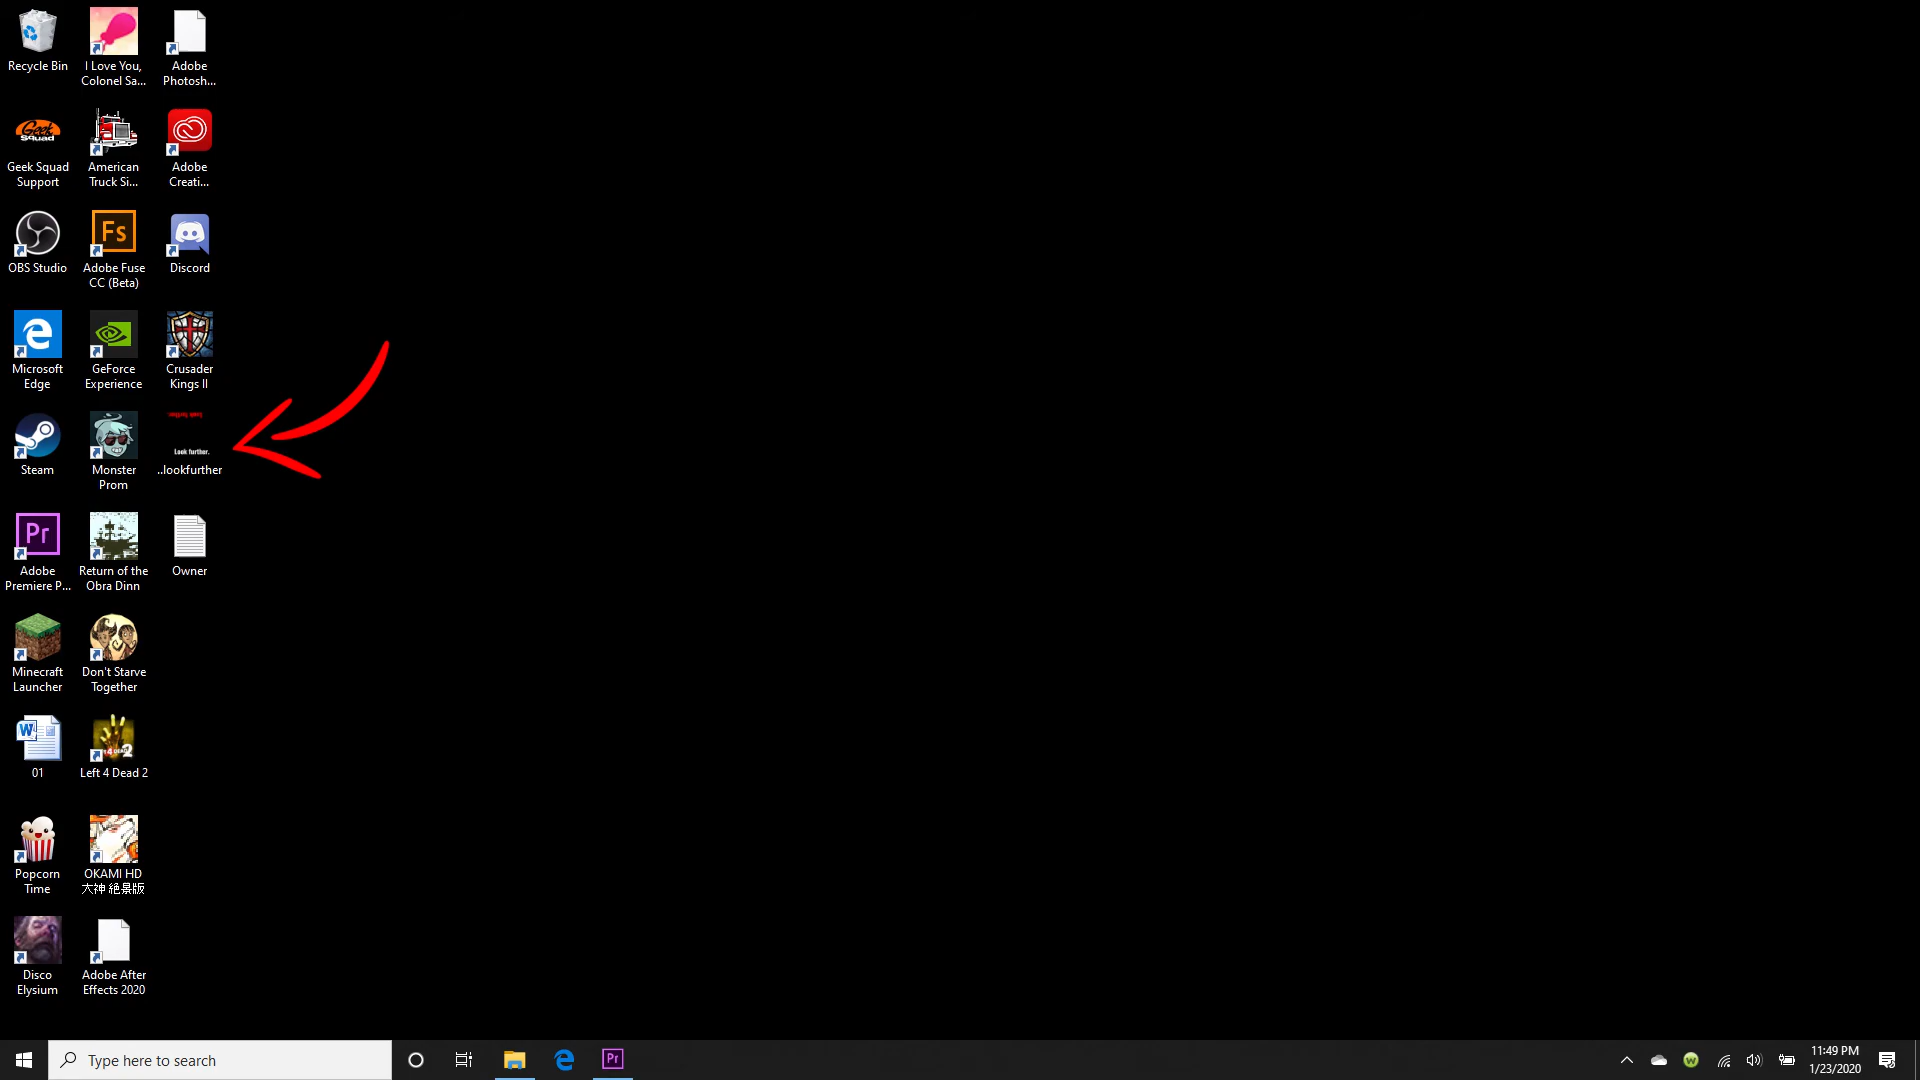 Recycle Bin
I Love You,
Colonel Sa...
Adobe
Photosh...
Geek
Squad
Geek Squad
Support
American
Truck Si...
Adobe
Creati...
OBS Studio
Fs
Adobe Fuse
CC (Beta)
Discord
Microsoft
Edge
GeForce
Experience
Crusader
Kings II
Steam
Monster
Prom
Look further.
Look further.
..lookfurther
Pr
Adobe
Premiere P...
Return of the
Obra Dinn
Owner
Minecraft
Launcher
Don't Starve
Together
W
01
Left 4 Dead 2
Popcorn
Time
OKAMI HD
大神 絶景版
Disco
Elysium
Adobe After
Effects 2020
Type here to search
Pr
11:49 PM
1/23/2020